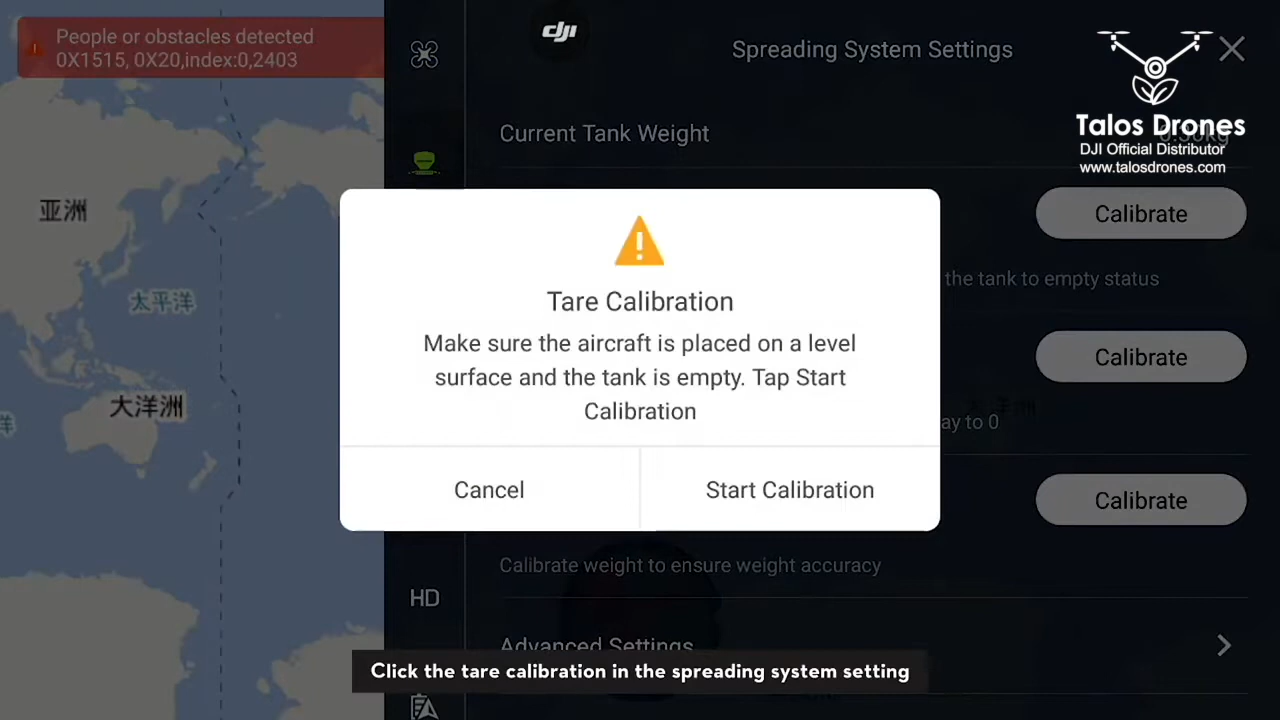 People or obstacles detected
0X1515, 0X20,index:0,2403
dji
Spreading System Settings
Talos Drones
DJI Official Distributor
www.talosdrones.com
Current Tank Weight
亚洲
太平洋
大洋洲
洋
Calibrate
the tank to empty status
Calibrate
ay to 0
Calibrate
Calibrate weight to ensure weight accuracy
Tare Calibration
Make sure the aircraft is placed on a level
surface and the tank is empty. Tap Start
Calibration
Cancel
Start Calibration
HD
Advanced Settings
Click the tare calibration in the spreading system setting